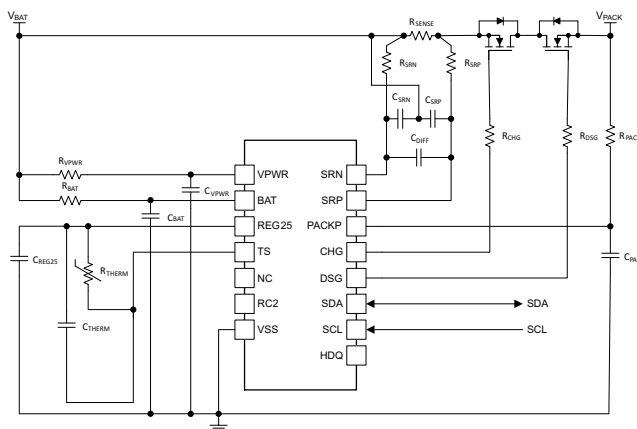 VBAT
RSENSE
VPACK
RSRN
RSRP
CSRN
CSRP
CDIFF
RCHG
RDSG
RPAC
RVPWR
RBAT
CVPWR
CBAT
CREG25
RTHERM
CTHERM
CPA
VPWR
BAT
REG25
TS
NC
RC2
VSS
SRN
SRP
PACKP
CHG
DSG
SDA
SCL
HDQ
SDA
SCL